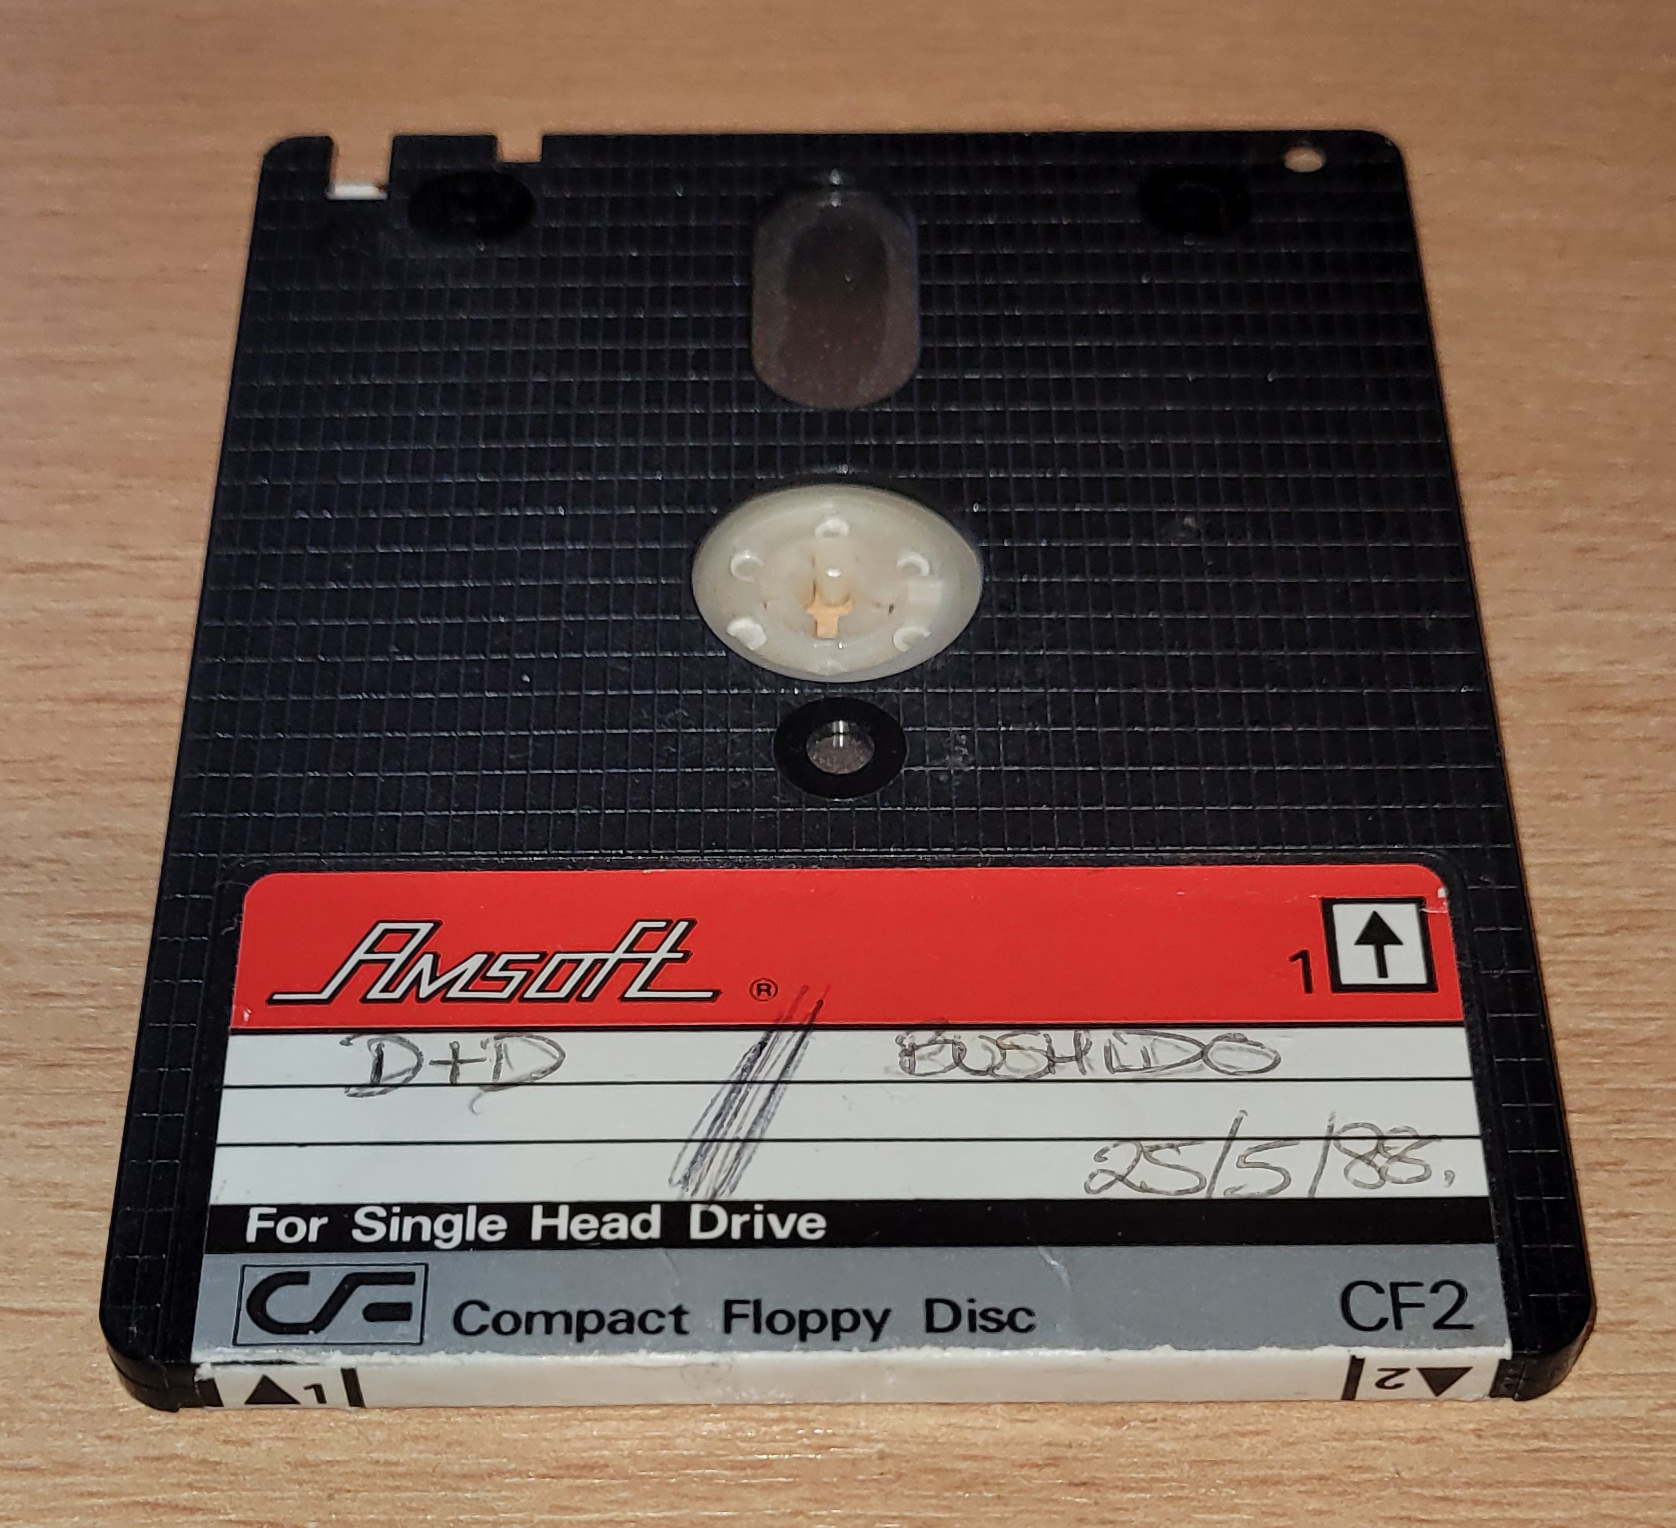 Amsoft ® 1
D+D BUSHIDO
25/5/88.
For Single Head Drive
CF Compact Floppy Disc CF2
1 2